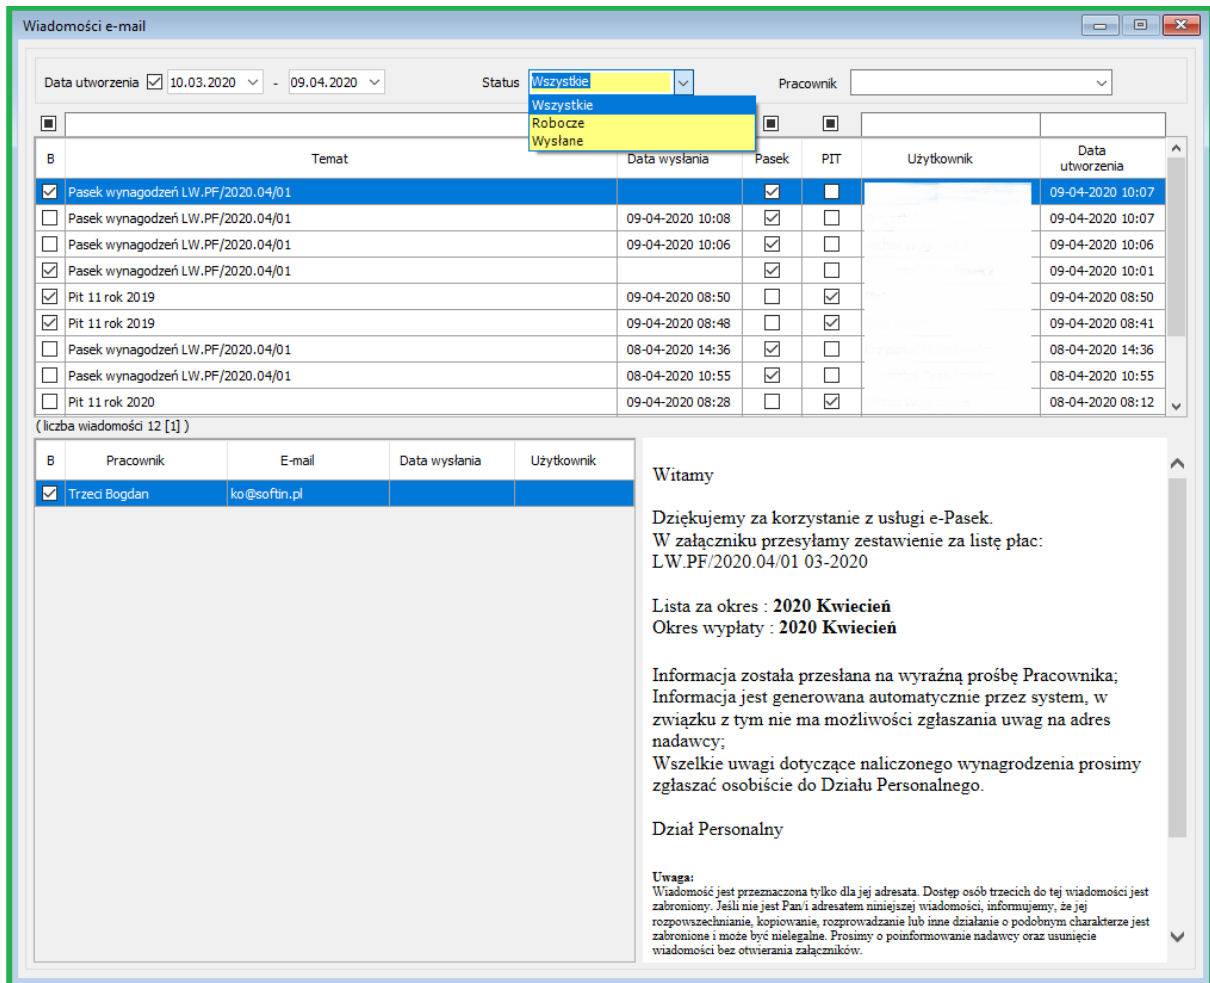 Wiadomości e-mail
Data utworzenia 10.03.2020 - 09.04.2020 Status Wszystkie Pracownik
Wszystkie
Robocze
Wysłane
B Temat Data wysłania Pasek PIT Użytkownik Data utworzenia
Pasek wynagodzeń LW.PF/2020.04/01 09-04-2020 10:07
Pasek wynagodzeń LW.PF/2020.04/01 09-04-2020 10:08 09-04-2020 10:07
Pasek wynagodzeń LW.PF/2020.04/01 09-04-2020 10:06 09-04-2020 10:06
Pasek wynagodzeń LW.PF/2020.04/01 09-04-2020 10:01
Pit 11 rok 2019 09-04-2020 08:50 09-04-2020 08:50
Pit 11 rok 2019 09-04-2020 08:48 09-04-2020 08:41
Pasek wynagodzeń LW.PF/2020.04/01 08-04-2020 14:36 08-04-2020 14:36
Pasek wynagodzeń LW.PF/2020.04/01 08-04-2020 10:55 08-04-2020 10:55
Pit 11 rok 2020 09-04-2020 08:28 08-04-2020 08:12
( liczba wiadomości 12 [1] )
B Pracownik E-mail Data wysłania Użytkownik
Trzeci Bogdan ko@softin.pl
Witamy
Dziękujemy za korzystanie z usługi e-Pasek.
W załączniku przesyłamy zestawienie za listę płac:
LW.PF/2020.04/01 03-2020
Lista za okres : 2020 Kwiecień
Okres wypłaty : 2020 Kwiecień
Informacja została przesłana na wyraźną prośbę Pracownika;
Informacja jest generowana automatycznie przez system, w
związku z tym nie ma możliwości zgłaszania uwag na adres
nadawcy;
Wszelkie uwagi dotyczące naliczonego wynagrodzenia prosimy
zgłaszać osobiście do Działu Personalnego.
Dział Personalny
Uwaga:
Wiadomość jest przeznaczona tylko dla jej adresata. Dostęp osób trzecich do tej wiadomości jest
zabroniony. Jeśli nie jest Pan/i adresatem niniejszej wiadomości, informujemy, że jej
rozpowszechnianie, kopiowanie, rozprowadzanie lub inne działanie o podobnym charakterze jest
zabronione i może być nielegalne. Prosimy o poinformowanie nadawcy oraz usunięcie
wiadomości bez otwierania załączników.